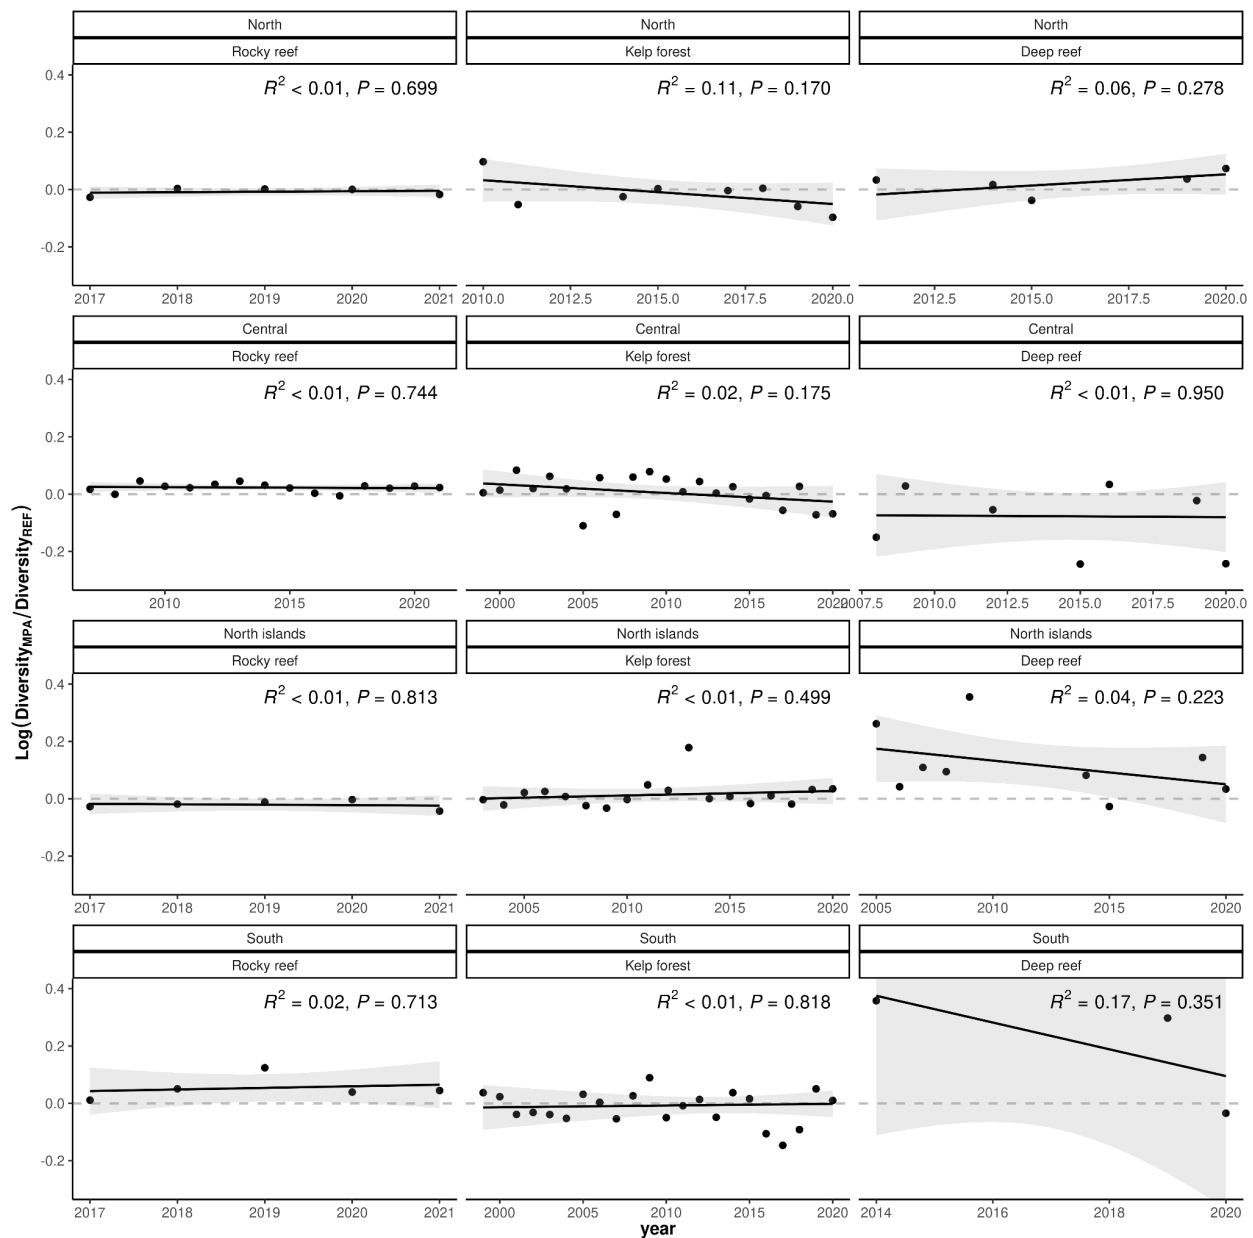 North North North
Rocky reef Kelp forest Deep reef
R² < 0.01, P = 0.699 R² = 0.11, P = 0.170 R² = 0.06, P = 0.278
0.4
0.2
0.0
-0.2
2017 2018 2019 2020 2021 2010.0 2012.5 2015.0 2017.5 2020.0 2012.5 2015.0 2017.5 2020.0
Central Central Central
Rocky reef Kelp forest Deep reef
R² < 0.01, P = 0.744 R² = 0.02, P = 0.175 R² < 0.01, P = 0.950
0.4
0.2
0.0
-0.2
2010 2015 2020 2000 2005 2010 2015 2020 2007.5 2010.0 2012.5 2015.0 2017.5 2020.0
Log(Diversity_MPA/Diversity_REF)
North islands North islands North islands
Rocky reef Kelp forest Deep reef
R² < 0.01, P = 0.813 R² < 0.01, P = 0.499 R² = 0.04, P = 0.223
0.4
0.2
0.0
-0.2
2017 2018 2019 2020 2021 2005 2010 2015 2020 2005 2010 2015 2020
South South South
Rocky reef Kelp forest Deep reef
R² = 0.02, P = 0.713 R² < 0.01, P = 0.818 R² = 0.17, P = 0.351
0.4
0.2
0.0
-0.2
2017 2018 2019 2020 2021 2000 2005 2010 2015 2020 2014 2016 2018 2020
year